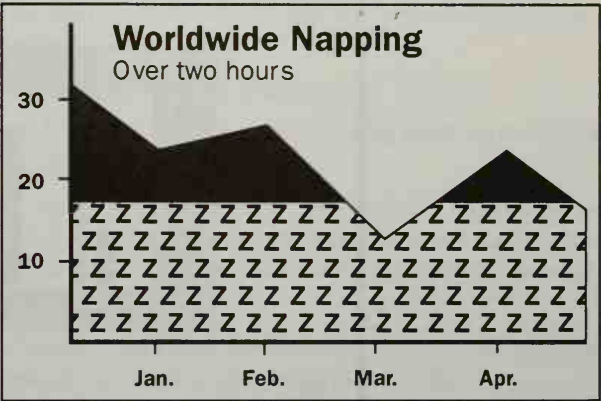 Worldwide Napping
Over two hours
30
20
10
Z Z Z Z Z Z Z Z Z Z Z Z Z Z Z Z Z Z
Z Z Z Z Z Z Z Z Z Z Z Z Z Z Z Z Z Z Z
Z Z Z Z Z Z Z Z Z Z Z Z Z Z Z Z Z Z Z
Z Z Z Z Z Z Z Z Z Z Z Z Z Z Z Z Z Z Z
Z Z Z Z Z Z Z Z Z Z Z Z Z Z Z Z Z Z Z
Jan. Feb. Mar. Apr.